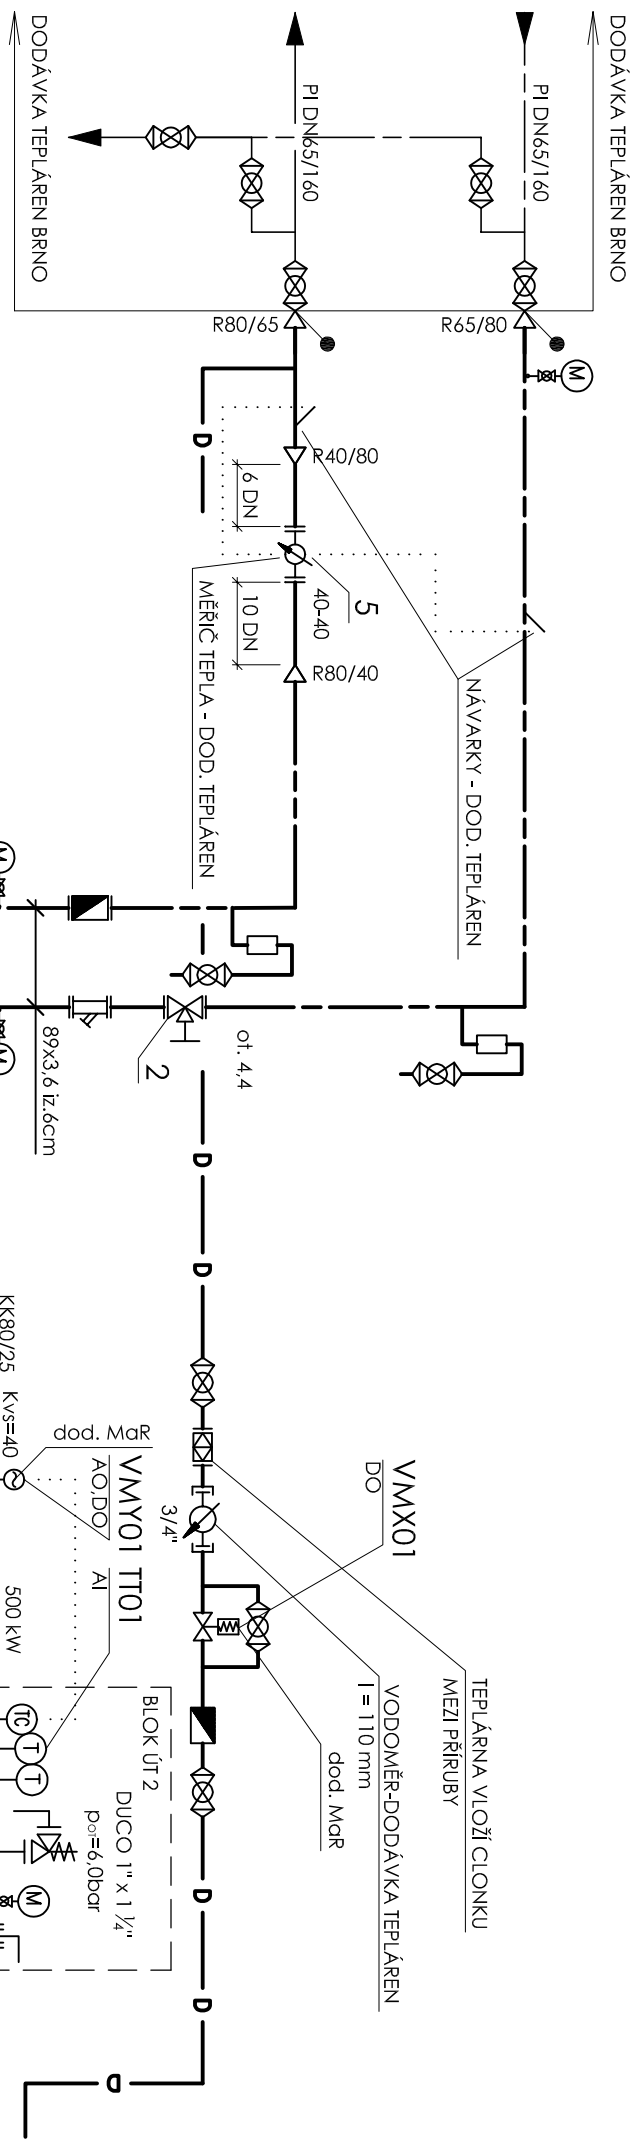 DODÁVKA TEPLÁREN BRNO
PI DN65/160
R65/80
M
PI DN65/160
R80/65
DODÁVKA TEPLÁREN BRNO
D
R40/80
6 DN
5
40-40
10 DN
R80/40
MĚŘIČ TEPLA - DOD. TEPLÁREN
NÁVARKY - DOD. TEPLÁREN
M
M
89x3,6 iz.6cm
2
ot. 4,4
D
D
KK80/25 Kvs=40
dod. MaR
VMY01
AO,DO
TT01
AI
500 kW
3/4"
VMX01
DO
TEPLÁRNA VLOŽÍ CLONKU
MEZI PŘÍRUBY
VODOMĚR-DODÁVKA TEPLÁREN
l = 110 mm
dod. MaR
BLOK ÚT 2
TC
T
T
DUCO 1" x 1 1/4"
pot=6,0bar
M
D
D
D